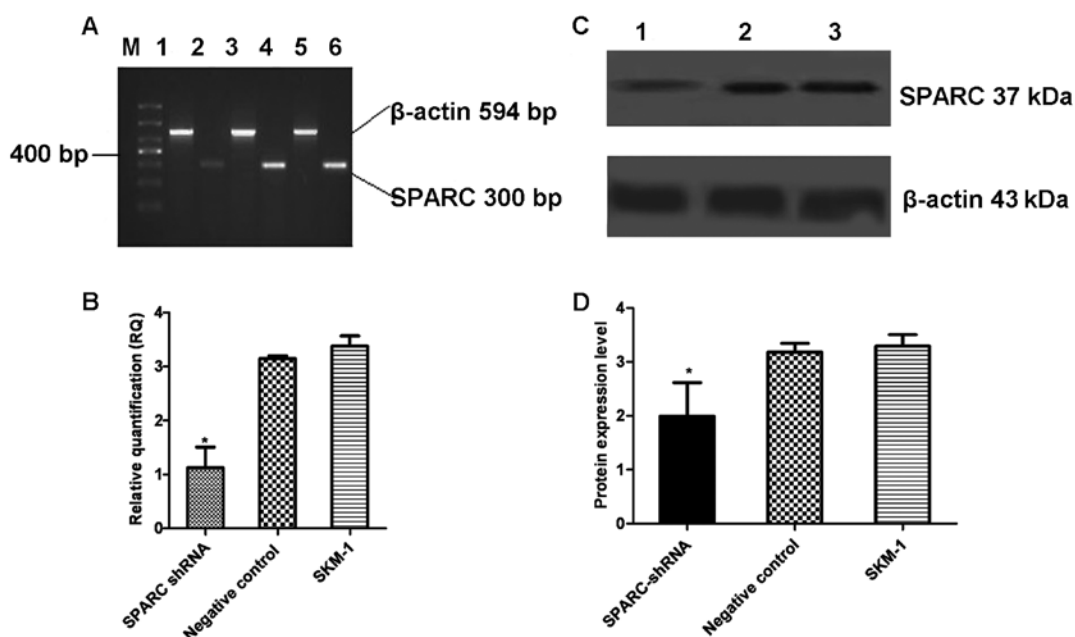 A
M 1 2 3 4 5 6
400 bp
β-actin 594 bp
SPARC 300 bp
C
1 2 3
SPARC 37 kDa
β-actin 43 kDa
B
Relative quantification (RQ)
4
3
2
1
0
*
SPARC shRNA
Negative control
SKM-1
D
Protein expression level
4
3
2
1
0
*
SPARC-shRNA
Negative control
SKM-1